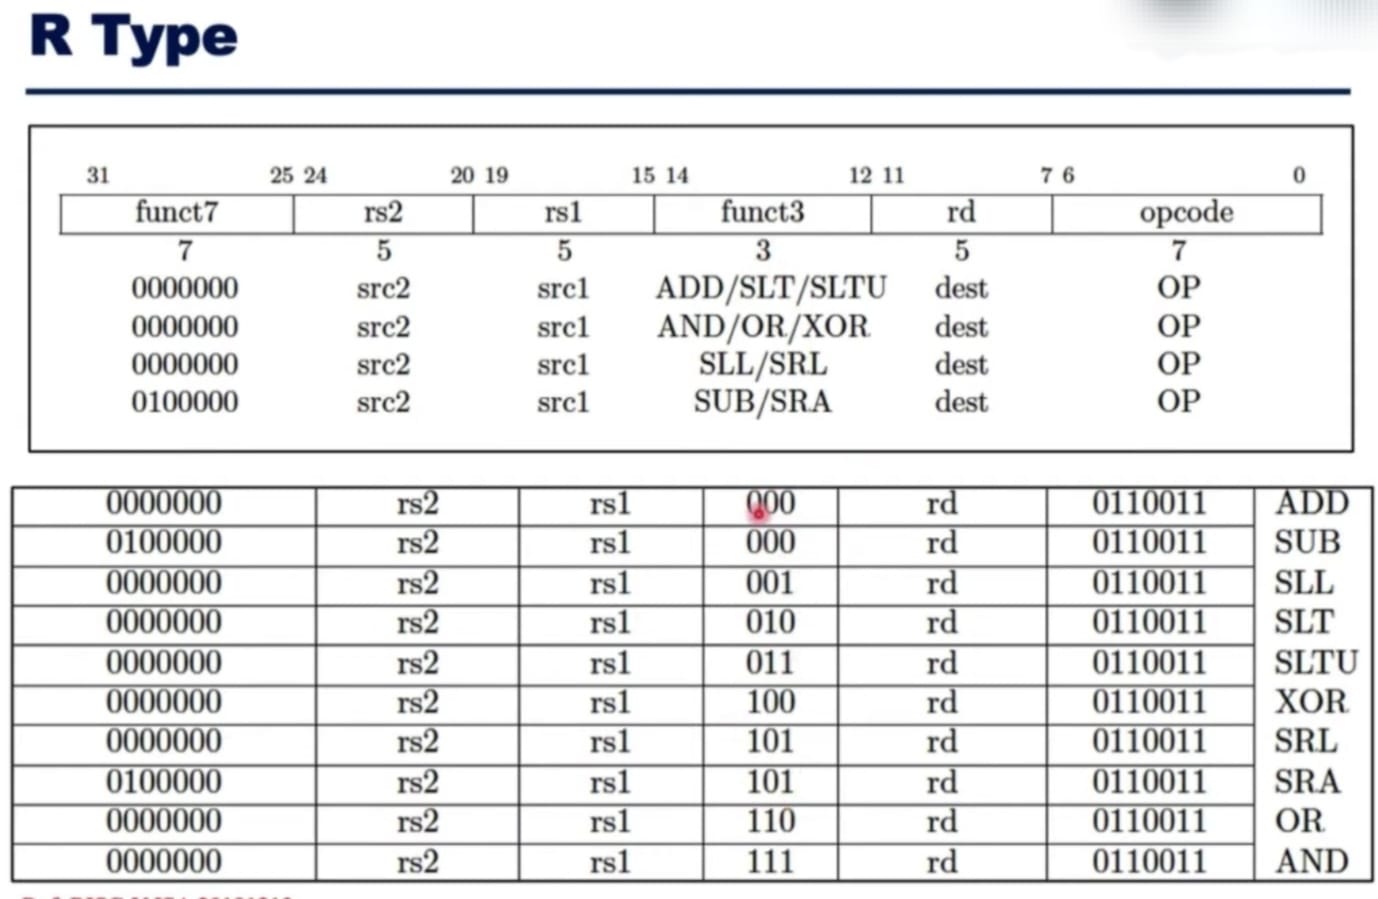 R Type
31 25 24 20 19 15 14 12 11 7 6 0
funct7 rs2 rs1 funct3 rd opcode
7 5 5 3 5 7
0000000 src2 src1 ADD/SLT/SLTU dest OP
0000000 src2 src1 AND/OR/XOR dest OP
0000000 src2 src1 SLL/SRL dest OP
0100000 src2 src1 SUB/SRA dest OP
0000000 rs2 rs1 000 rd 0110011 ADD
0100000 rs2 rs1 000 rd 0110011 SUB
0000000 rs2 rs1 001 rd 0110011 SLL
0000000 rs2 rs1 010 rd 0110011 SLT
0000000 rs2 rs1 011 rd 0110011 SLTU
0000000 rs2 rs1 100 rd 0110011 XOR
0000000 rs2 rs1 101 rd 0110011 SRL
0100000 rs2 rs1 101 rd 0110011 SRA
0000000 rs2 rs1 110 rd 0110011 OR
0000000 rs2 rs1 111 rd 0110011 AND